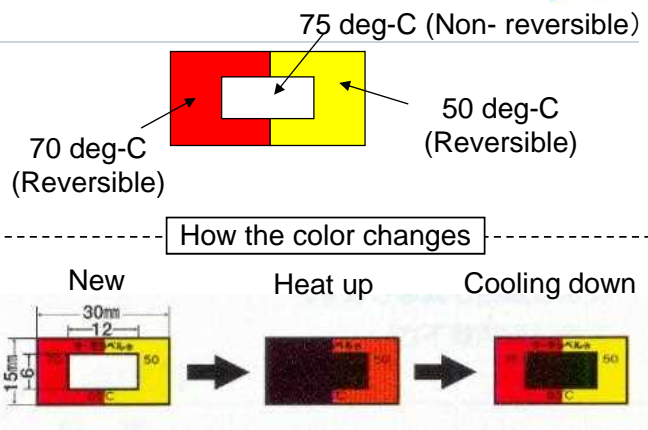 75 deg-C (Non- reversible）
50 deg-C
(Reversible)
70 deg-C
(Reversible)
How the color changes
New
Heat up
Cooling down
30mm
12
15mm
6
50
50
50